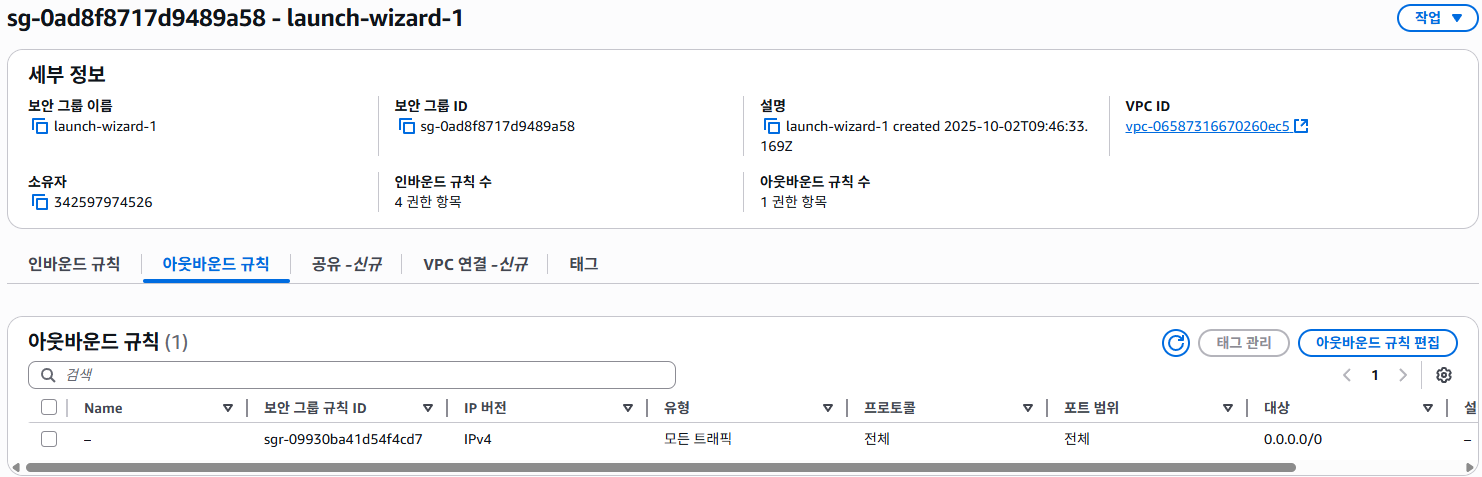 sg-0ad8f8717d9489a58 - launch-wizard-1
작업
세부 정보
보안 그룹 이름
launch-wizard-1
보안 그룹 ID
sg-0ad8f8717d9489a58
설명
launch-wizard-1 created 2025-10-02T09:46:33.
169Z
VPC ID
vpc-06587316670260ec5
소유자
342597974526
인바운드 규칙 수
4 권한 항목
아웃바운드 규칙 수
1 권한 항목
인바운드 규칙 아웃바운드 규칙 공유 -신규 VPC 연결 -신규 태그
아웃바운드 규칙 (1)
태그 관리
아웃바운드 규칙 편집
검색
1
Name 보안 그룹 규칙 ID IP 버전 유형 프로토콜 포트 범위 대상 설
– sgr-09930ba41d54f4cd7 IPv4 모든 트래픽 전체 전체 0.0.0.0/0 –